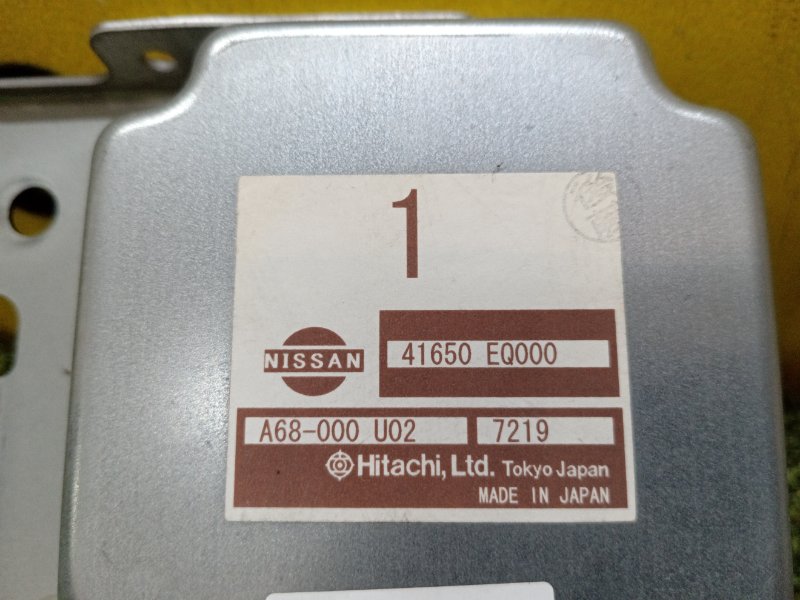 1
NISSAN
41650 EQ000
A68-000 U02
7219
Hitachi, Ltd. Tokyo Japan
MADE IN JAPAN